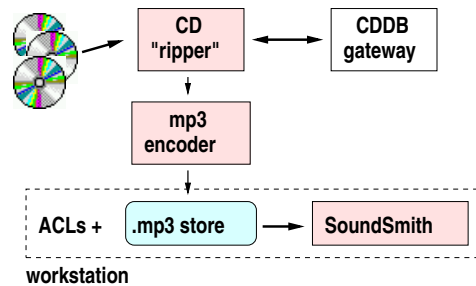 CD
"ripper"
CDDB
gateway
mp3
encoder
ACLs +
.mp3 store
SoundSmith
workstation